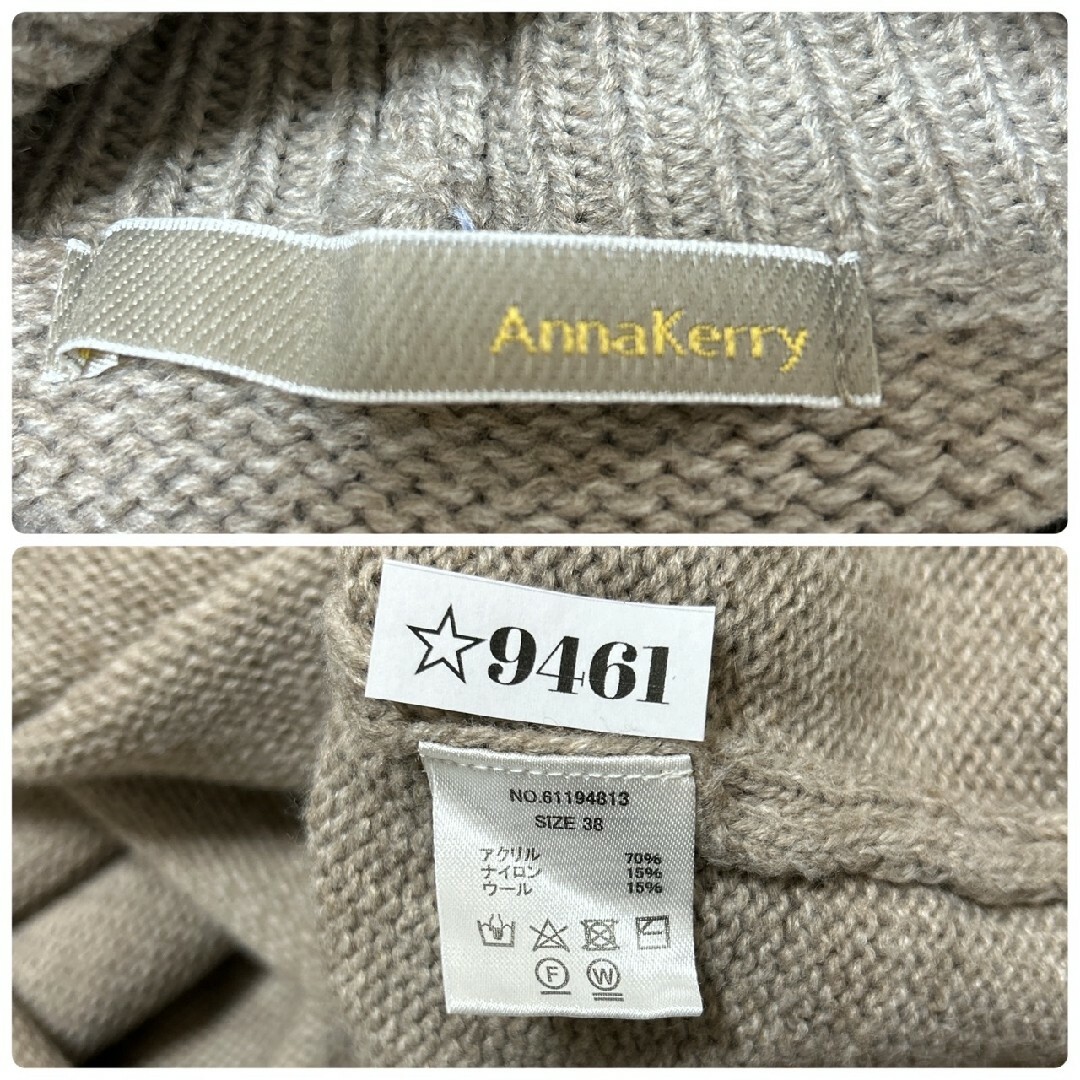 AnnaKerry
☆9461
NO.61194813
SIZE 38
アクリル 70%
ナイロン 15%
ウール 15%
F W